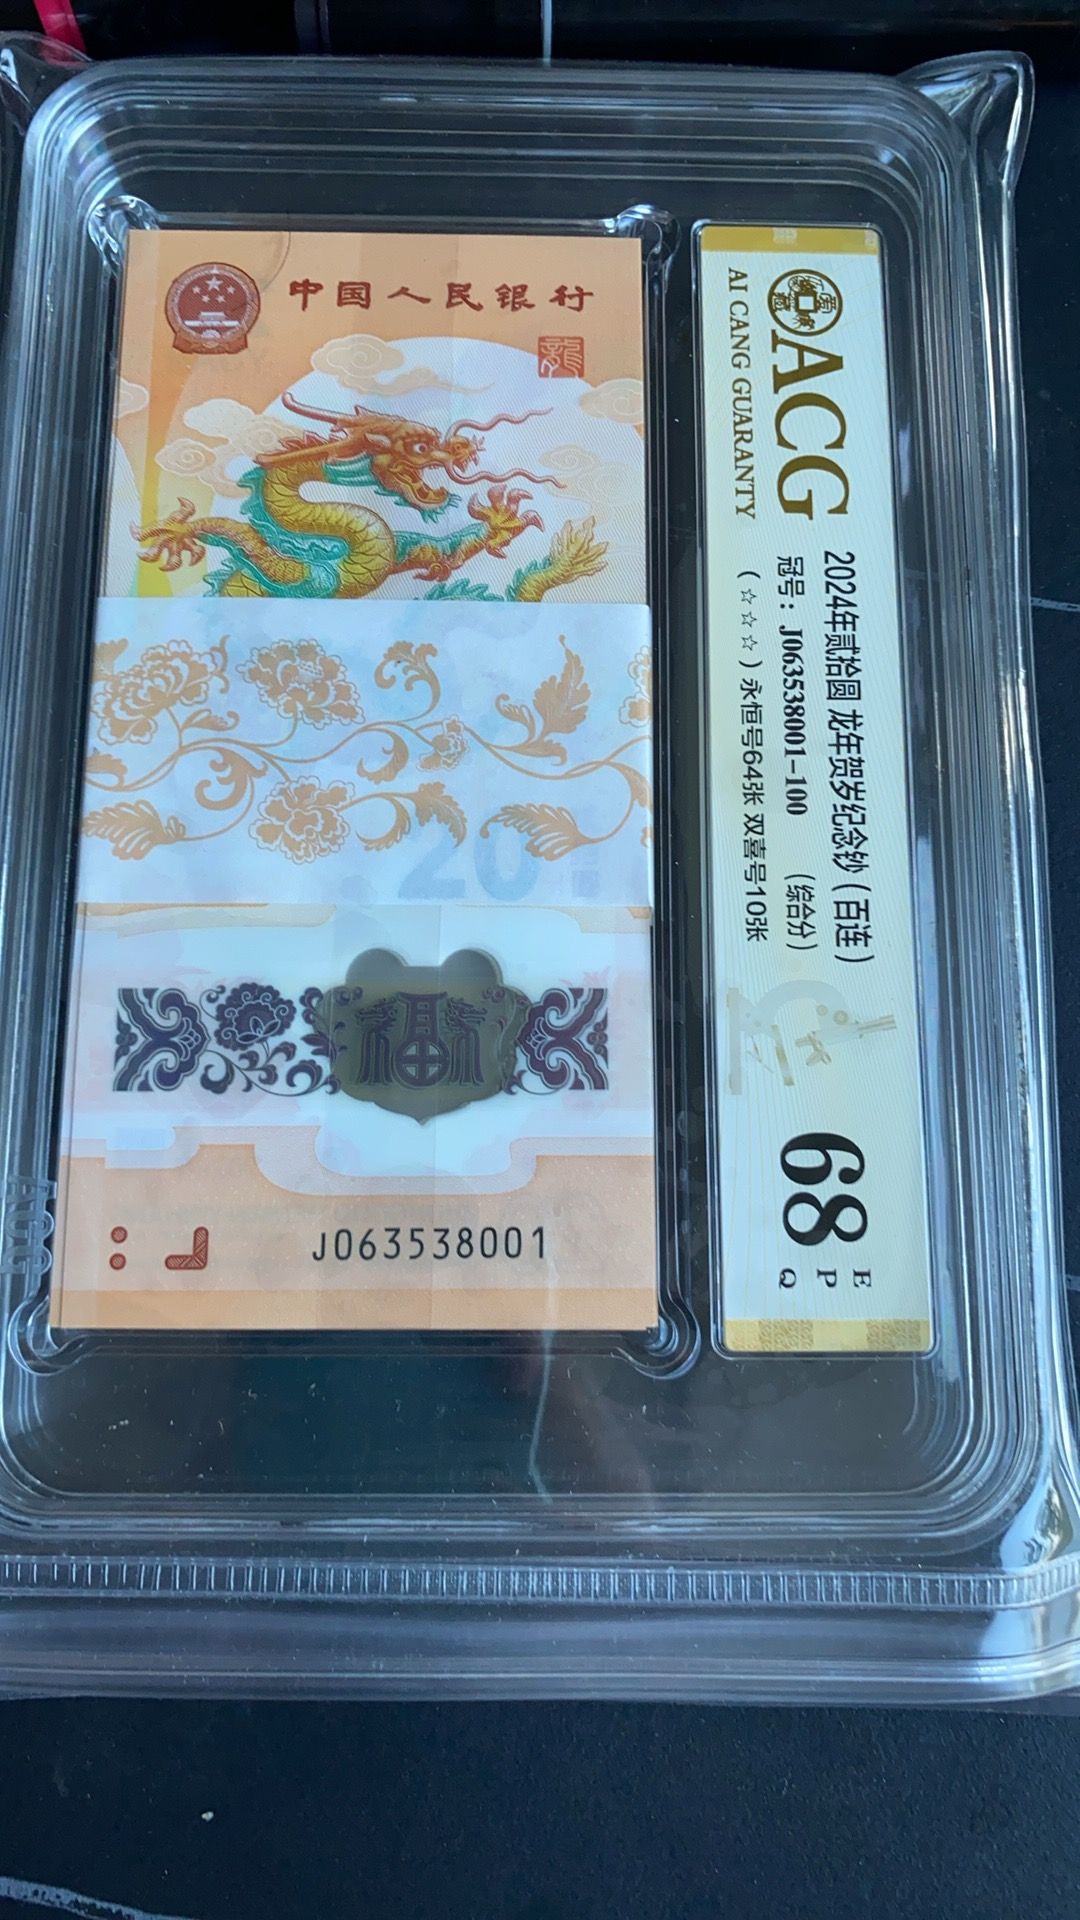 中国人民银行
龍
20
福
J063538001
ACG
AI CANG GUARANTY
2024年贰拾圆 龙年贺岁纪念钞（百连）
冠号：J063538001-100 （综合分）
（☆☆☆）永恒号64张 双喜号10张
68
E
P
Q